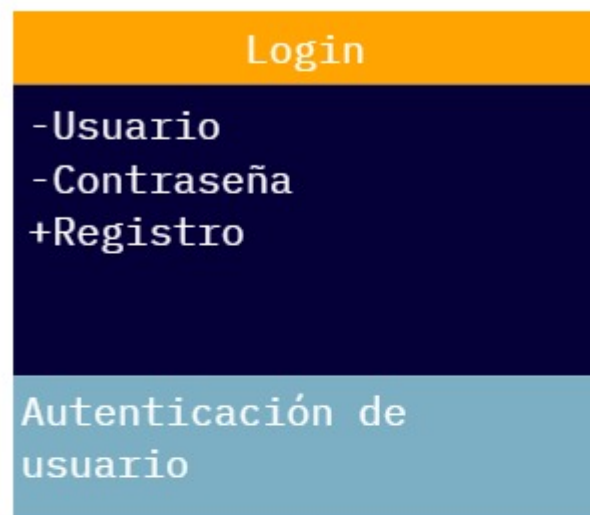 Login
-Usuario
-Contraseña
+Registro
Autenticación de
usuario